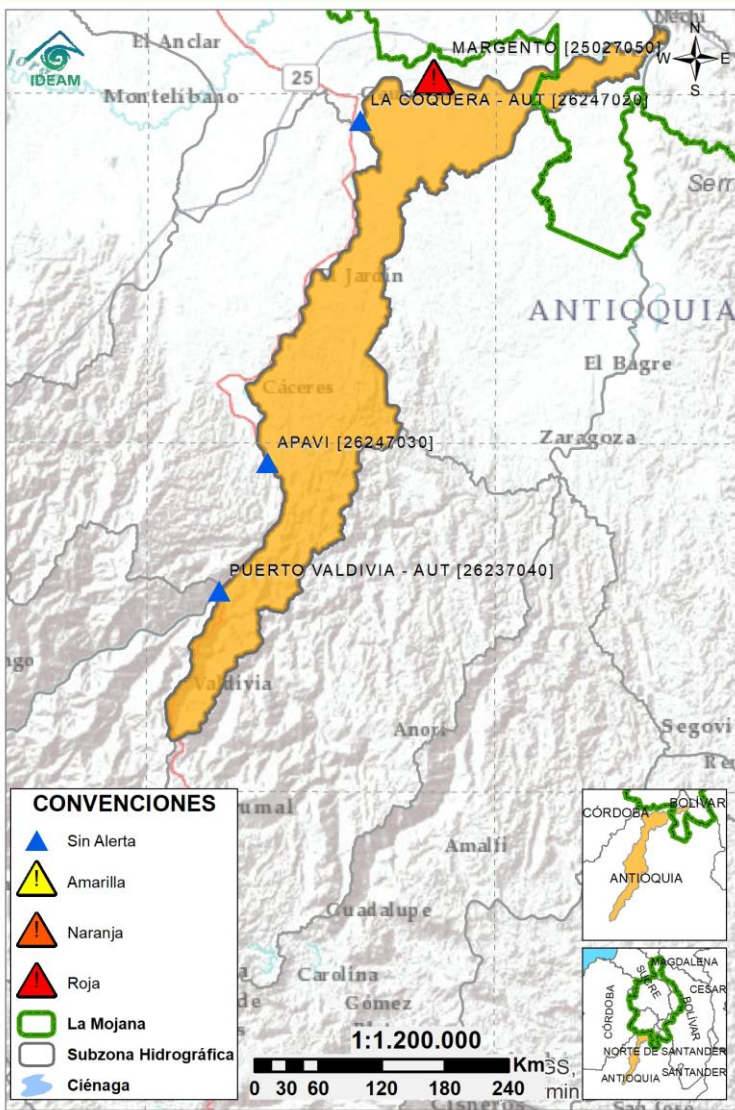 IDEAM
El Anclar
Montelíbano
25
Nechí
MARGENTO [25027050]
N
W
E
S
LA COQUERA - AUT [26247020]
El Jardín
ANTIOQUIA
El Bagre
Cáceres
APAVI [26247030]
Zaragoza
PUERTO VALDIVIA - AUT [26237040]
Valdivia
Anorí
Segovi
Amalfi
Guadalupe
Carolina
Gómez
Cisneros
CONVENCIONES
Sin Alerta
Amarilla
Naranja
Roja
La Mojana
Subzona Hidrográfica
Ciénaga
1:1.200.000
Km
0 30 60 120 180 240
CÓRDOBA
BOLÍVAR
ANTIOQUIA
MAGDALENA
SUCRE
CESAR
CÓRDOBA
BOLÍVAR
NORTE DE SANTANDER
ANTIOQUIA
SANTANDER